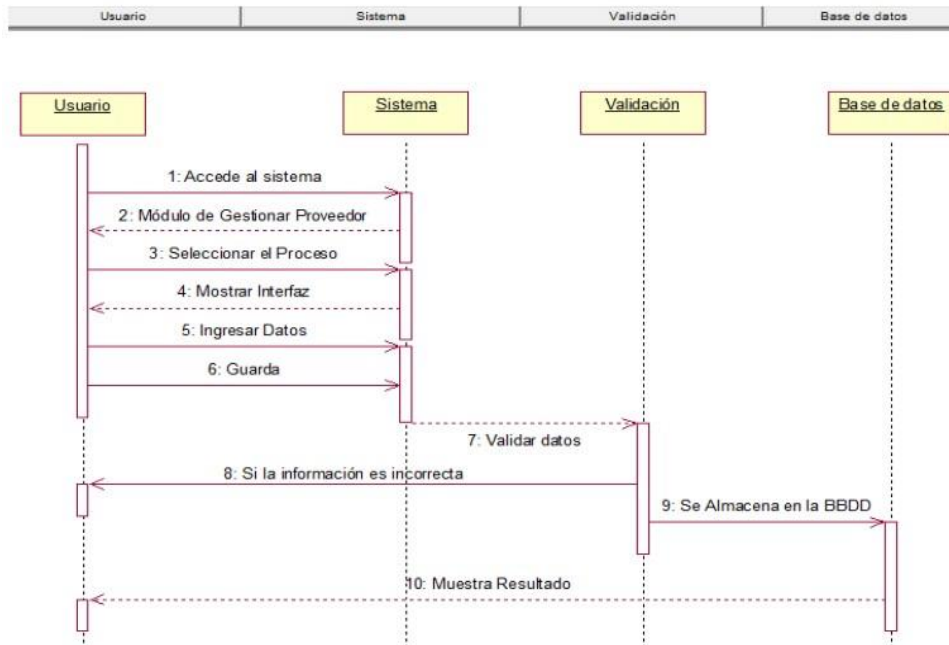 Usuario
Sistema
Validación
Base de datos
Usuario
Sistema
Validación
Base de datos
1: Accede al sistema
2: Módulo de Gestionar Proveedor
3: Seleccionar el Proceso
4: Mostrar Interfaz
5: Ingresar Datos
6: Guarda
7: Validar datos
8: Si la información es incorrecta
9: Se Almacena en la BBDD
10: Muestra Resultado